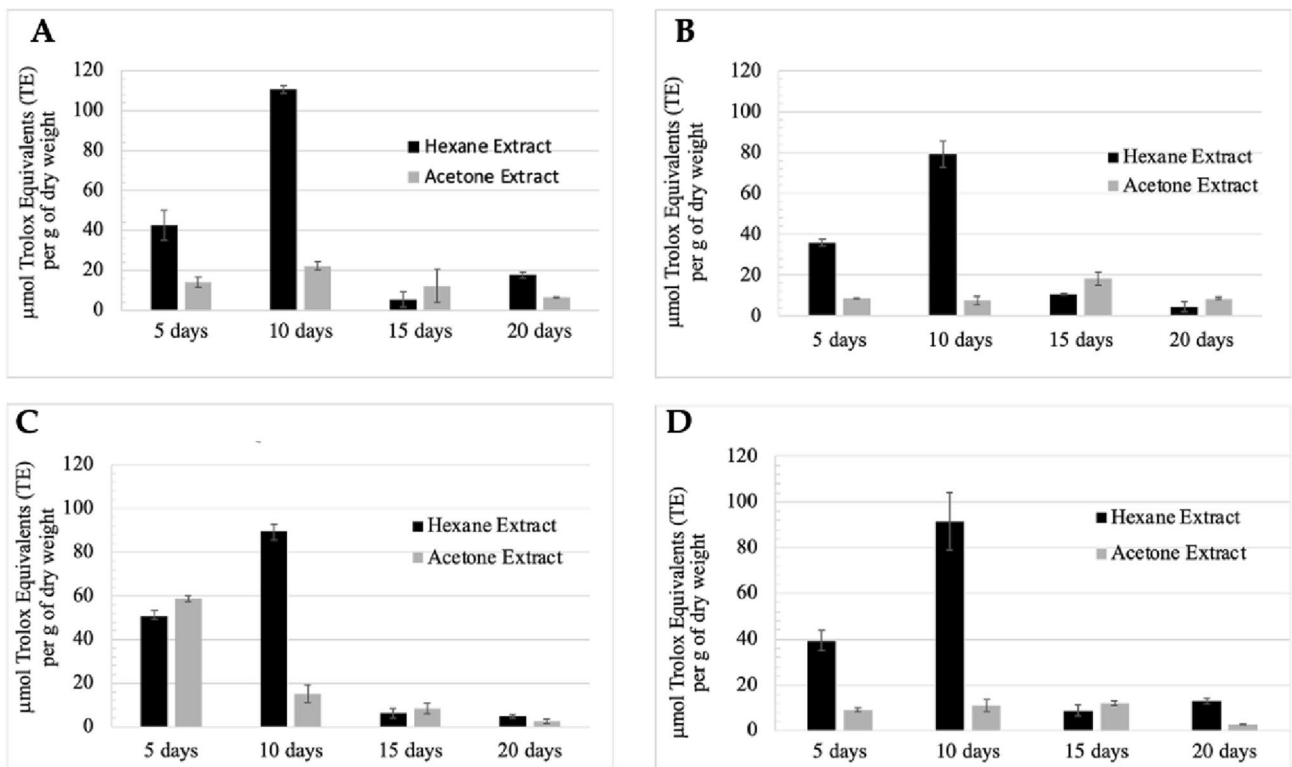 A
µmol Trolox Equivalents (TE)
per g of dry weight
120
100
80
60
40
20
0
Hexane Extract
Acetone Extract
5 days
10 days
15 days
20 days
B
µmol Trolox Equivalents (TE)
per g of dry weight
120
100
80
60
40
20
0
Hexane Extract
Acetone Extract
5 days
10 days
15 days
20 days
C
µmol Trolox Equivalents (TE)
per g of dry weight
120
100
80
60
40
20
0
Hexane Extract
Acetone Extract
5 days
10 days
15 days
20 days
D
µmol Trolox Equivalents (TE)
per g of dry weight
120
100
80
60
40
20
0
Hexane Extract
Acetone Extract
5 days
10 days
15 days
20 days